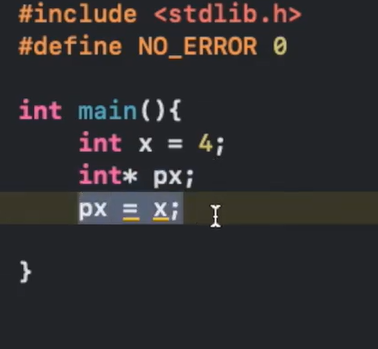 #include <stdlib.h>
#define NO_ERROR 0
int main(){
int x = 4;
int* px;
px = x;
}